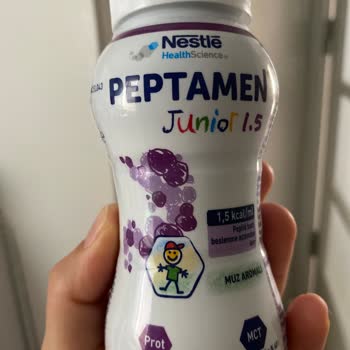 Nestlé
HealthScience
PEPTAMEN
Junior 1.5
1,5 kcal/ml
MUZ AROMALI
Prot
MCT